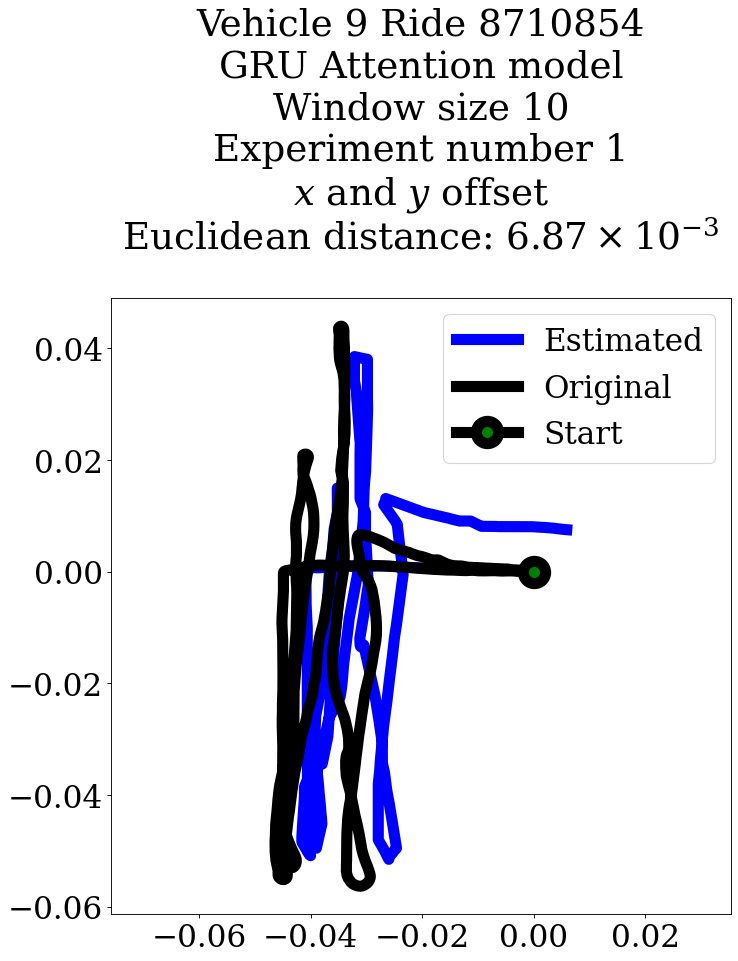 Vehicle 9 Ride 8710854
GRU Attention model
Window size 10
Experiment number 1
x and y offset
Euclidean distance: 6.87 × 10⁻³
Estimated
Original
Start
0.04
0.02
0.00
−0.02
−0.04
−0.06
−0.06 −0.04 −0.02 0.00 0.02